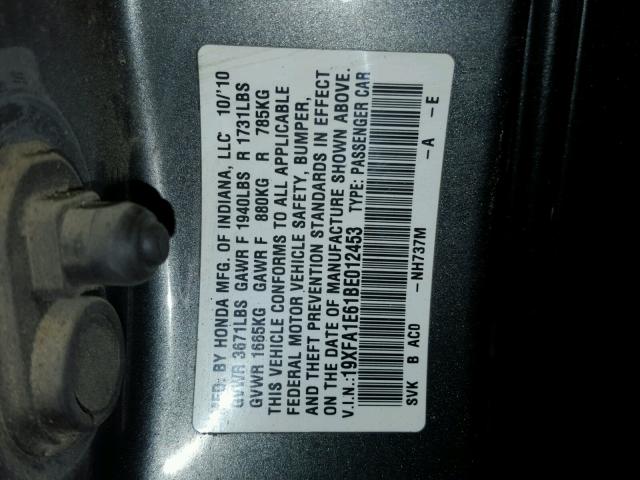 MFD. BY HONDA MFG. OF INDIANA, LLC 10/'10
GVWR 3671LBS GAWR F 1940LBS R 1731LBS
GVWR 1665KG GAWR F 880KG R 785KG
THIS VEHICLE CONFORMS TO ALL APPLICABLE
FEDERAL MOTOR VEHICLE SAFETY, BUMPER,
AND THEFT PREVENTION STANDARDS IN EFFECT
ON THE DATE OF MANUFACTURE SHOWN ABOVE.
V.I.N.:19XFA1E61BE012453 TYPE: PASSENGER CAR
SVK B ACD -NH737M -A -E